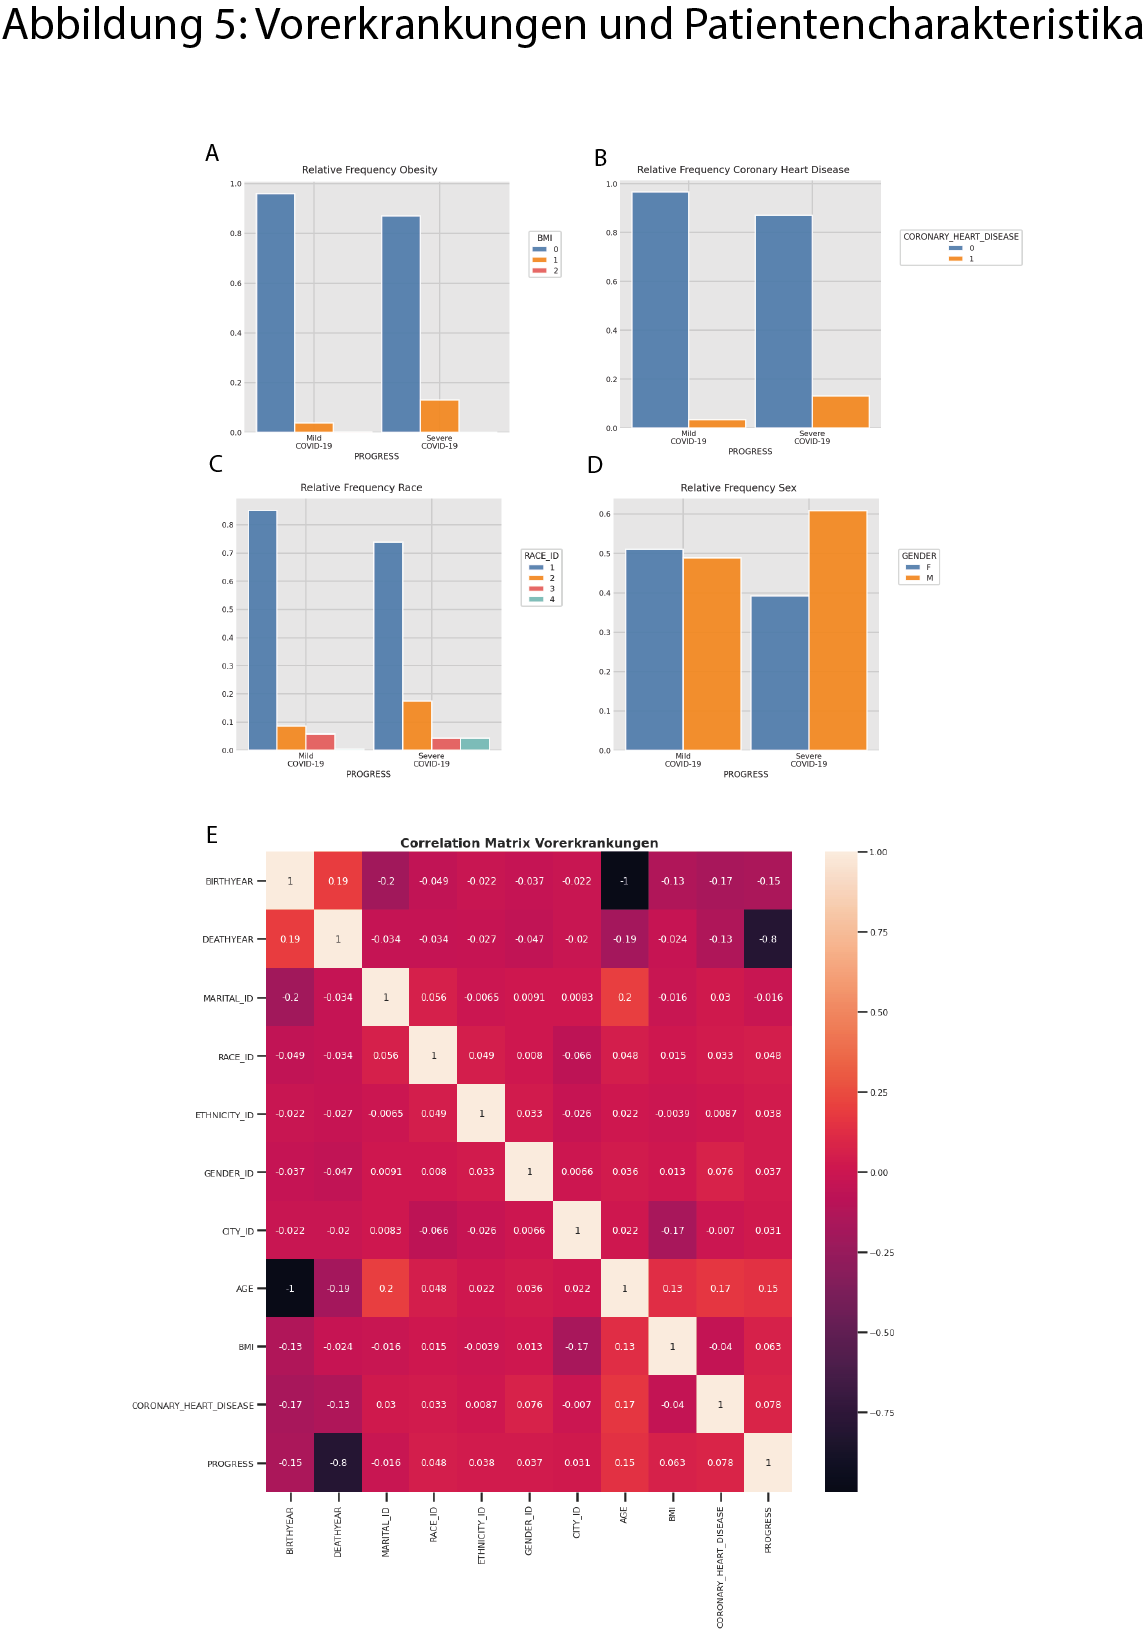 Abbildung 5: Vorerkrankungen und Patientencharakteristika
A
Relative Frequency Obesity
1.0
0.8
0.6
0.4
0.2
0.0
Mild
COVID-19
Severe
COVID-19
PROGRESS
BMI
0
1
2
B
Relative Frequency Coronary Heart Disease
1.0
0.8
0.6
0.4
0.2
0.0
Mild
COVID-19
Severe
COVID-19
PROGRESS
CORONARY_HEART_DISEASE
0
1
C
Relative Frequency Race
0.8
0.7
0.6
0.5
0.4
0.3
0.2
0.1
0.0
Mild
COVID-19
Severe
COVID-19
PROGRESS
RACE_ID
1
2
3
4
D
Relative Frequency Sex
0.6
0.5
0.4
0.3
0.2
0.1
0.0
Mild
COVID-19
Severe
COVID-19
PROGRESS
GENDER
F
M
E
Correlation Matrix Vorerkrankungen
BIRTHYEAR 1 0.19 -0.2 -0.049 -0.022 -0.037 -0.022 -1 -0.13 -0.17 -0.15
DEATHYEAR 0.19 1 -0.034 -0.034 -0.027 -0.047 -0.02 -0.19 -0.024 -0.13 -0.8
MARITAL_ID -0.2 -0.034 1 0.056 -0.0065 0.0091 0.0083 0.2 -0.016 0.03 -0.016
RACE_ID -0.049 -0.034 0.056 1 0.049 0.008 -0.066 0.048 0.015 0.033 0.048
ETHNICITY_ID -0.022 -0.027 -0.0065 0.049 1 0.033 -0.026 0.022 -0.0039 0.0087 0.038
GENDER_ID -0.037 -0.047 0.0091 0.008 0.033 1 0.0066 0.036 0.013 0.076 0.037
CITY_ID -0.022 -0.02 0.0083 -0.066 -0.026 0.0066 1 0.022 -0.17 -0.007 0.031
AGE -1 -0.19 0.2 0.048 0.022 0.036 0.022 1 0.13 0.17 0.15
BMI -0.13 -0.024 -0.016 0.015 -0.0039 0.013 -0.17 0.13 1 -0.04 0.063
CORONARY_HEART_DISEASE -0.17 -0.13 0.03 0.033 0.0087 0.076 -0.007 0.17 -0.04 1 0.078
PROGRESS -0.15 -0.8 -0.016 0.048 0.038 0.037 0.031 0.15 0.063 0.078 1
BIRTHYEAR
DEATHYEAR
MARITAL_ID
RACE_ID
ETHNICITY_ID
GENDER_ID
CITY_ID
AGE
BMI
CORONARY_HEART_DISEASE
PROGRESS
1.00
0.75
0.50
0.25
0.00
−0.25
−0.50
−0.75